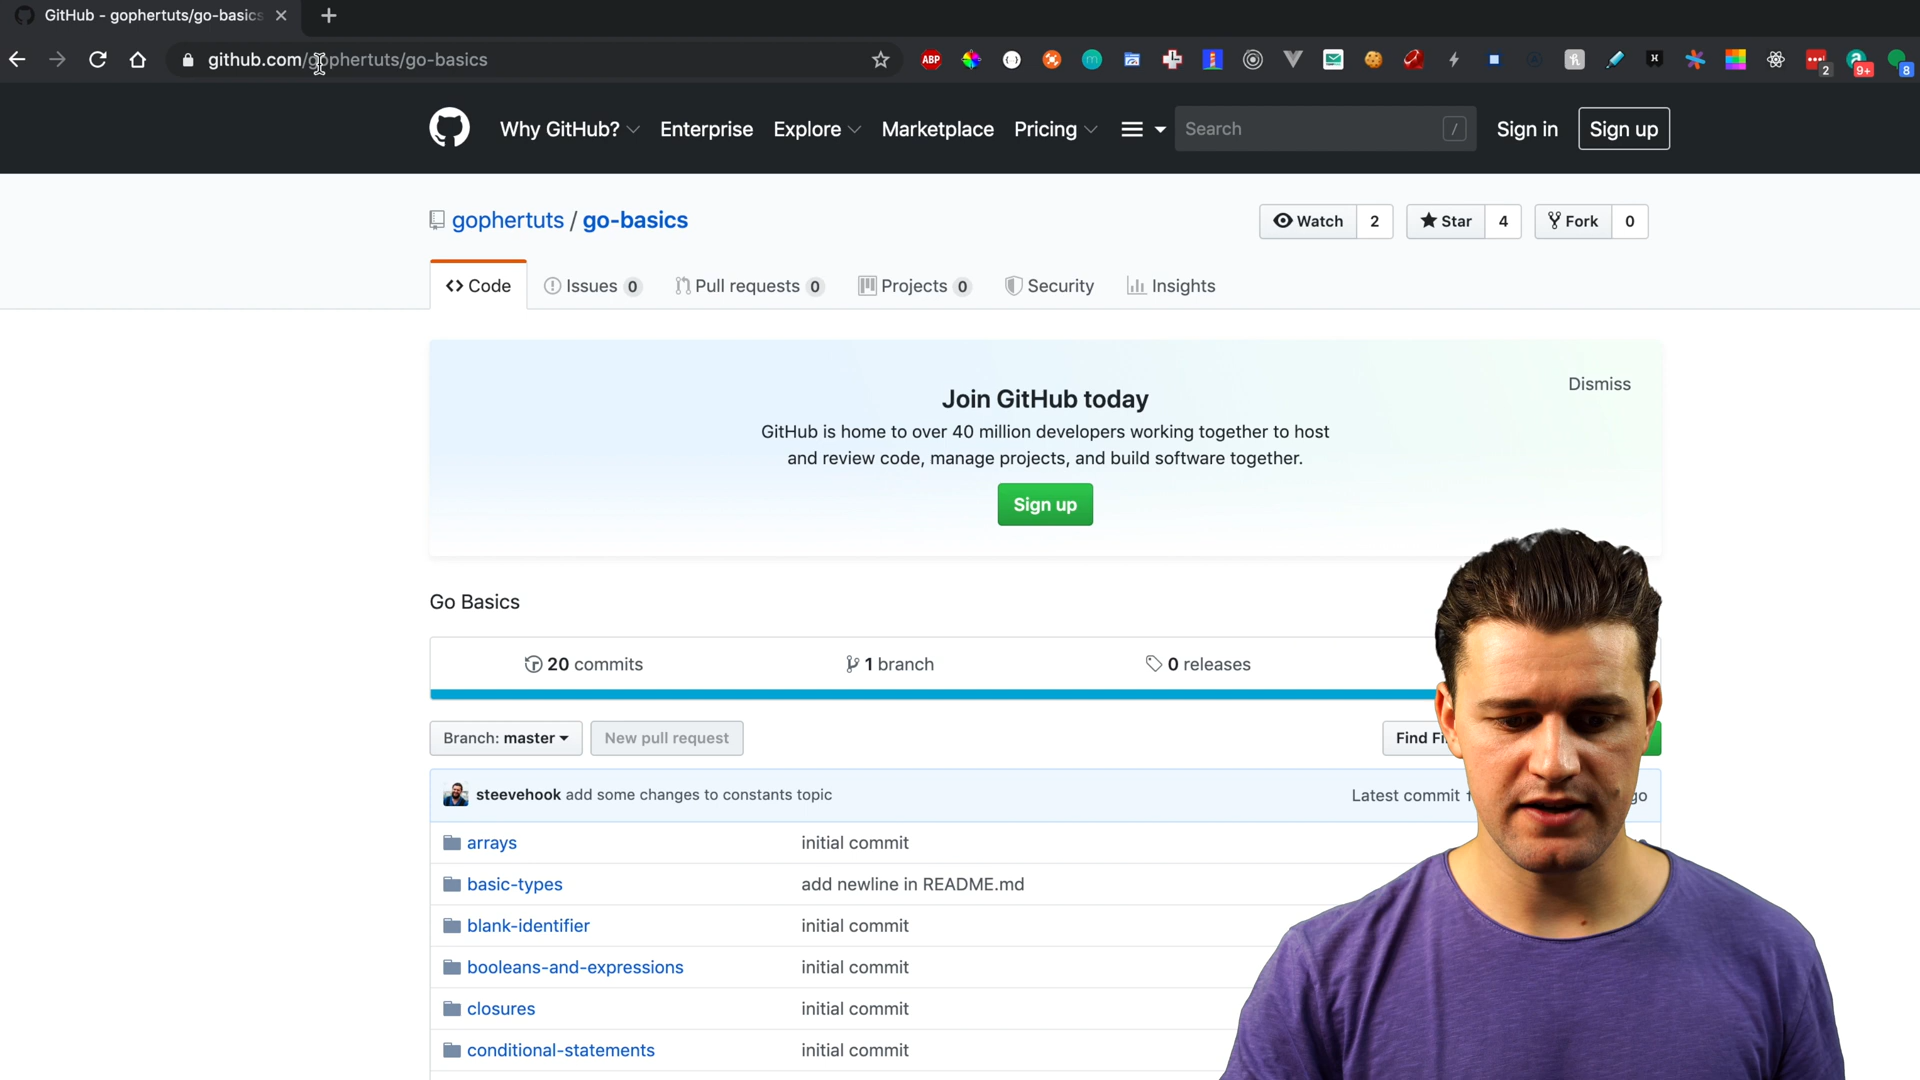 GitHub - gophertuts/go-basics
github.com/gophertuts/go-basics
ABP
2
9+
8
Why GitHub?
Enterprise
Explore
Marketplace
Pricing
Search
/
Sign in
Sign up
gophertuts / go-basics
Watch 2
Star 4
Fork 0
Code
Issues 0
Pull requests 0
Projects 0
Security
Insights
Dismiss
Join GitHub today
GitHub is home to over 40 million developers working together to host
and review code, manage projects, and build software together.
Sign up
Go Basics
20 commits
1 branch
0 releases
Branch: master
New pull request
Find
steevehook add some changes to constants topic
Latest commit
arrays initial commit
basic-types add newline in README.md
blank-identifier initial commit
booleans-and-expressions initial commit
closures initial commit
conditional-statements initial commit